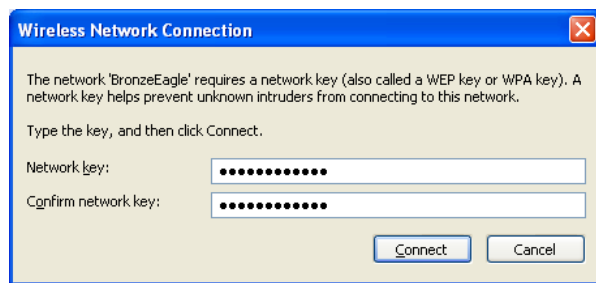 Wireless Network Connection
The network 'BronzeEagle' requires a network key (also called a WEP key or WPA key). A
network key helps prevent unknown intruders from connecting to this network.
Type the key, and then click Connect.
Network key: ●●●●●●●●●●●●
Confirm network key: ●●●●●●●●●●●●
Connect Cancel